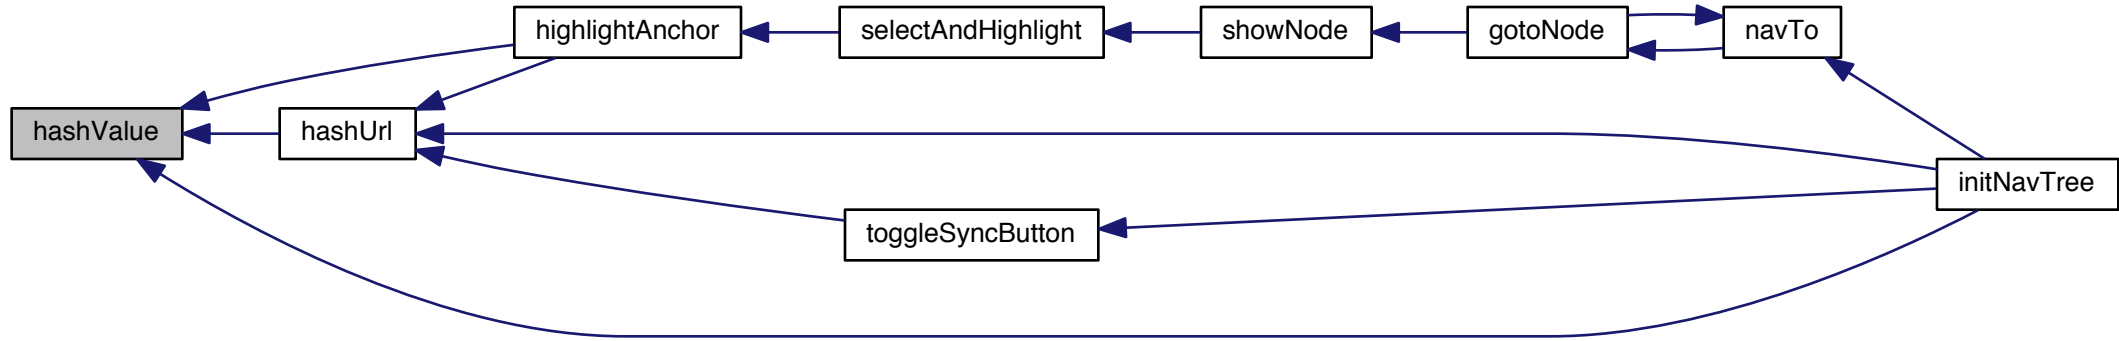 highlightAnchor
selectAndHighlight
showNode
gotoNode
navTo
hashValue
hashUrl
initNavTree
toggleSyncButton